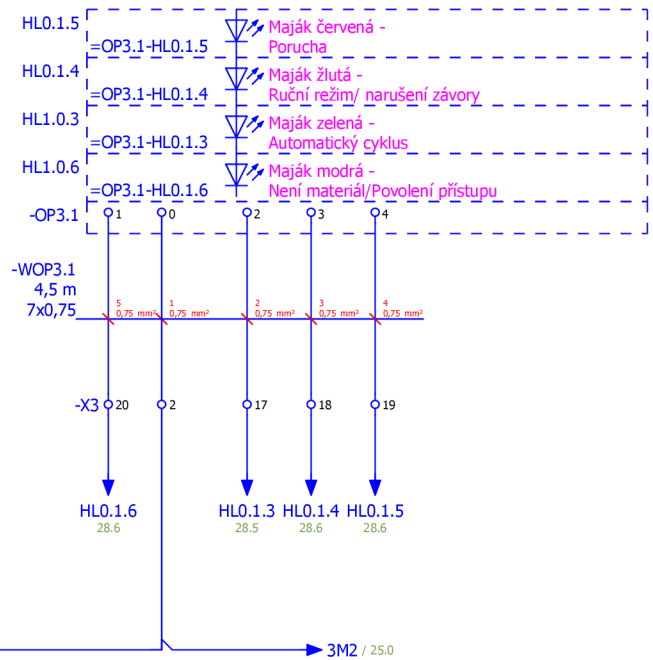 HL0.1.5
=OP3.1-HL0.1.5
Maják červená -
Porucha
HL0.1.4
=OP3.1-HL0.1.4
Maják žlutá -
Ruční režim/ narušení závory
HL1.0.3
=OP3.1-HL0.1.3
Maják zelená -
Automatický cyklus
HL1.0.6
=OP3.1-HL0.1.6
Maják modrá -
Není materiál/Povolení přístupu
-OP3.1 1 0 2 3 4
-WOP3.1
4,5 m
7x0,75
5 1 2 3 4
0,75 mm² 0,75 mm² 0,75 mm² 0,75 mm² 0,75 mm²
-X3 20 2 17 18 19
HL0.1.6 HL0.1.3 HL0.1.4 HL0.1.5
28.6 28.5 28.6 28.6
3M2 / 25.0